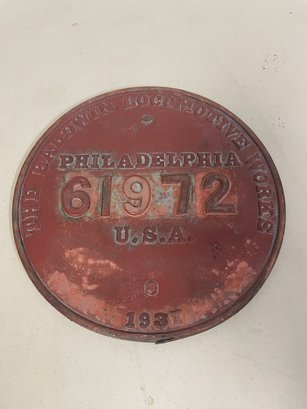 THE BALDWIN LOCOMOTIVE WORKS
PHILADELPHIA
61972
U.S.A.
1937